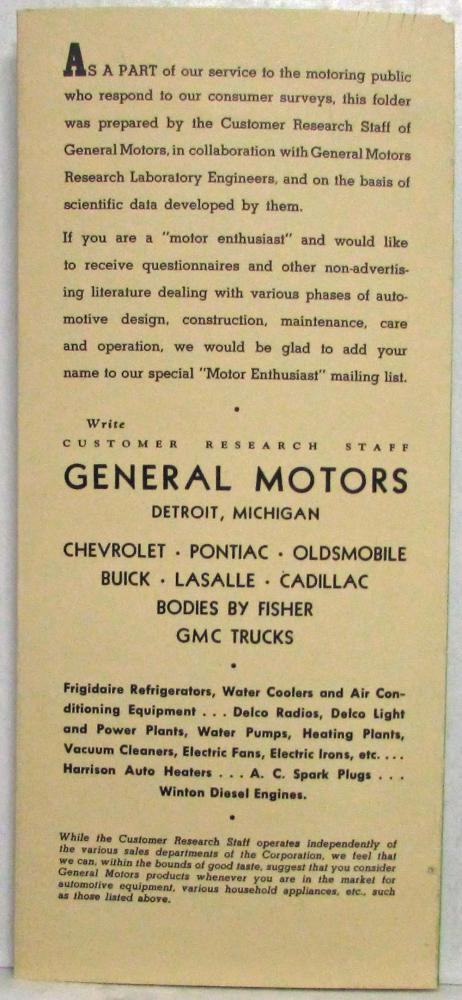 AS A PART of our service to the motoring public
who respond to our consumer surveys, this folder
was prepared by the Customer Research Staff of
General Motors, in collaboration with General Motors
Research Laboratory Engineers, and on the basis of
scientific data developed by them.
If you are a "motor enthusiast" and would like
to receive questionnaires and other non-advertis-
ing literature dealing with various phases of auto-
motive design, construction, maintenance, care
and operation, we would be glad to add your
name to our special "Motor Enthusiast" mailing list.
•
Write
CUSTOMER RESEARCH STAFF
GENERAL MOTORS
DETROIT, MICHIGAN
CHEVROLET · PONTIAC · OLDSMOBILE
BUICK · LASALLE · CADILLAC
BODIES BY FISHER
GMC TRUCKS
•
Frigidaire Refrigerators, Water Coolers and Air Con-
ditioning Equipment . . . Delco Radios, Delco Light
and Power Plants, Water Pumps, Heating Plants,
Vacuum Cleaners, Electric Fans, Electric Irons, etc. . . .
Harrison Auto Heaters . . . A. C. Spark Plugs . . .
Winton Diesel Engines.
•
While the Customer Research Staff operates independently of
the various sales departments of the Corporation, we feel that
we can, within the bounds of good taste, suggest that you consider
General Motors products whenever you are in the market for
automotive equipment, various household appliances, etc., such
as those listed above.